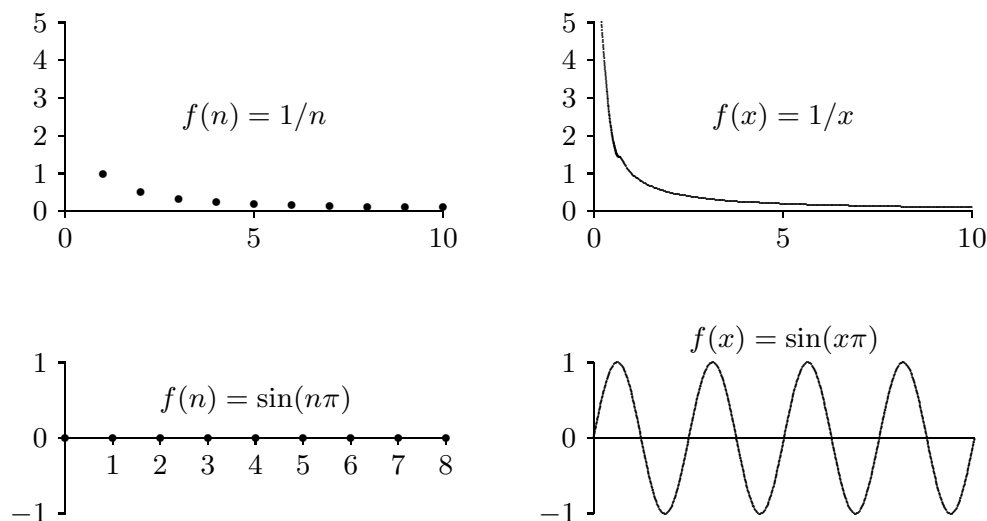 5
4
3
2
1
0
f(n) = 1/n
0 5 10
5
4
3
2
1
0
f(x) = 1/x
0 5 10
1
0
−1
f(n) = sin(nπ)
1 2 3 4 5 6 7 8
f(x) = sin(xπ)
1
0
−1